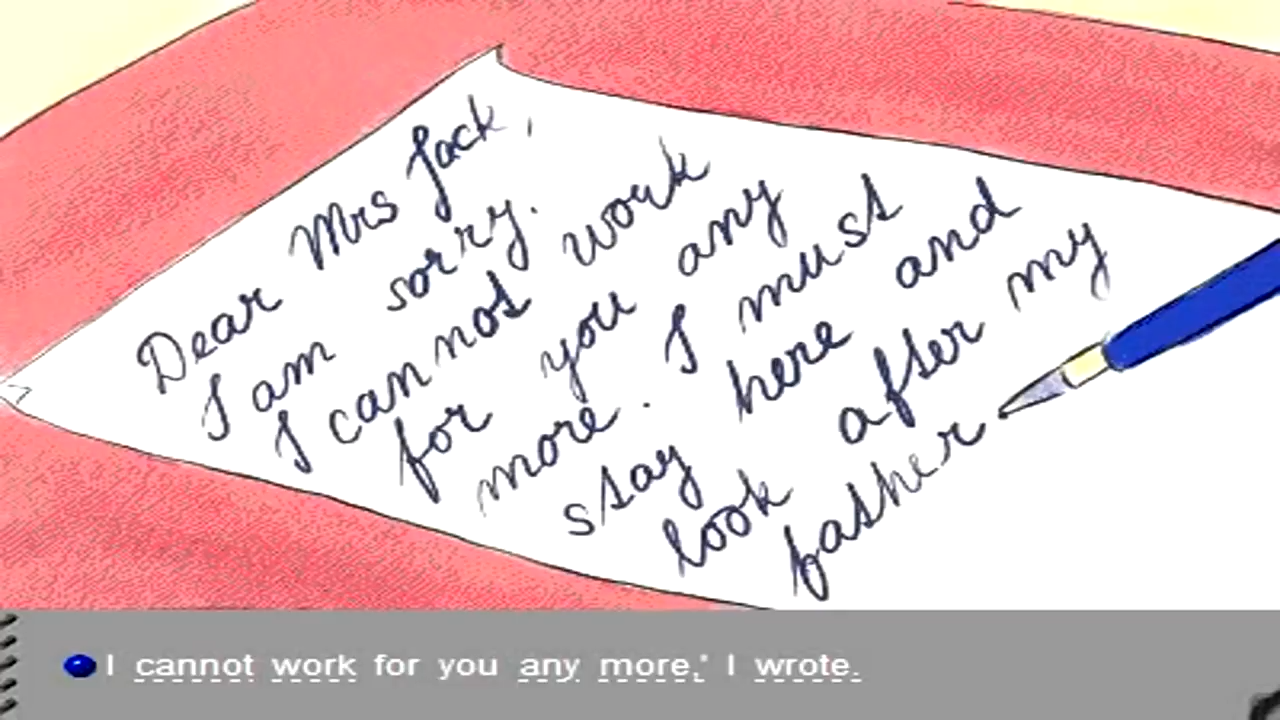 Dear Mrs Jack,
I am sorry.
I cannot work
for you any
more. I must
stay here and
look after my
father
I cannot work for you any more,' I wrote.